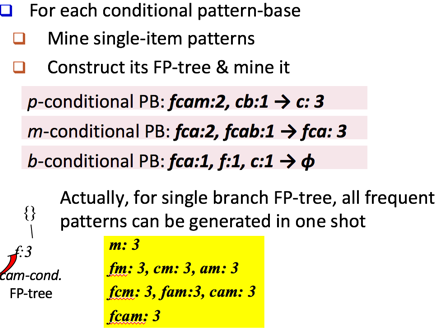 For each conditional pattern-base
Mine single-item patterns
Construct its FP-tree & mine it
p-conditional PB: fcam:2, cb:1 → c: 3
m-conditional PB: fca:2, fcab:1 → fca: 3
b-conditional PB: fca:1, f:1, c:1 → ϕ
Actually, for single branch FP-tree, all frequent
patterns can be generated in one shot
{}
f:3
cam-cond.
FP-tree
m: 3
fm: 3, cm: 3, am: 3
fcm: 3, fam:3, cam: 3
fcam: 3